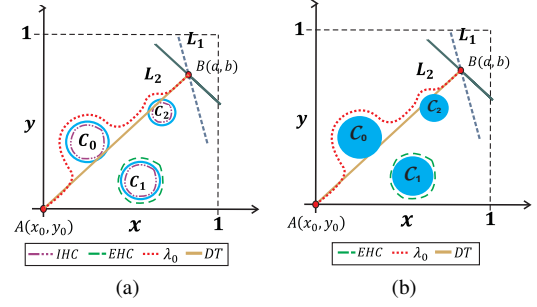 1
L₁
B(a, b)
L₂
C₂
y
C₀
C₁
A(x₀, y₀)
x
1
IHC EHC λ₀ DT
(a)
1
L₁
B(a, b)
L₂
C₂
y
C₀
C₁
A(x₀, y₀)
x
1
IHC EHC λ₀ DT
(b)